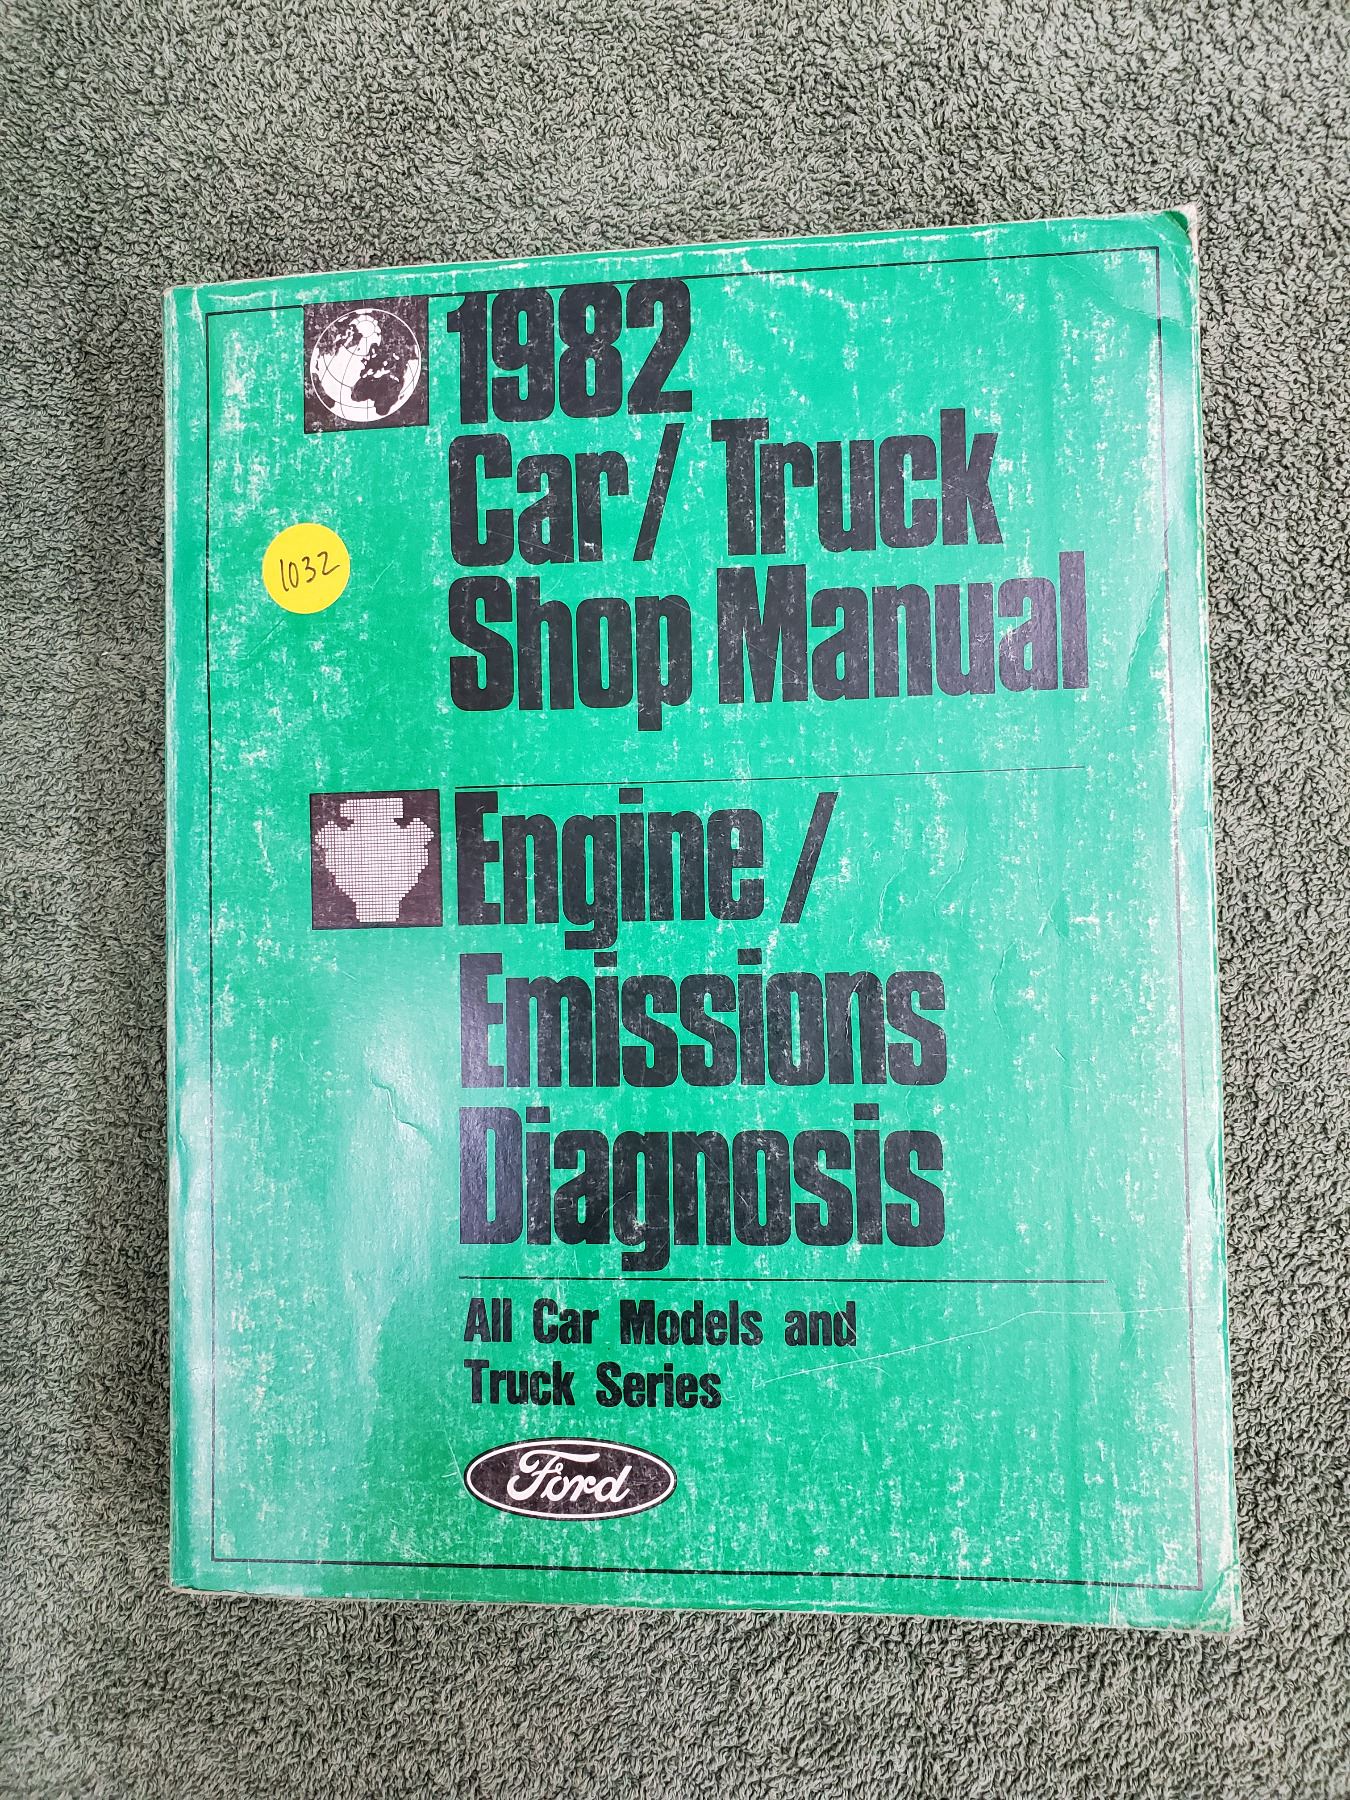 1982
Car/Truck
Shop Manual
1032
Engine/
Emissions
Diagnosis
All Car Models and
Truck Series
Ford